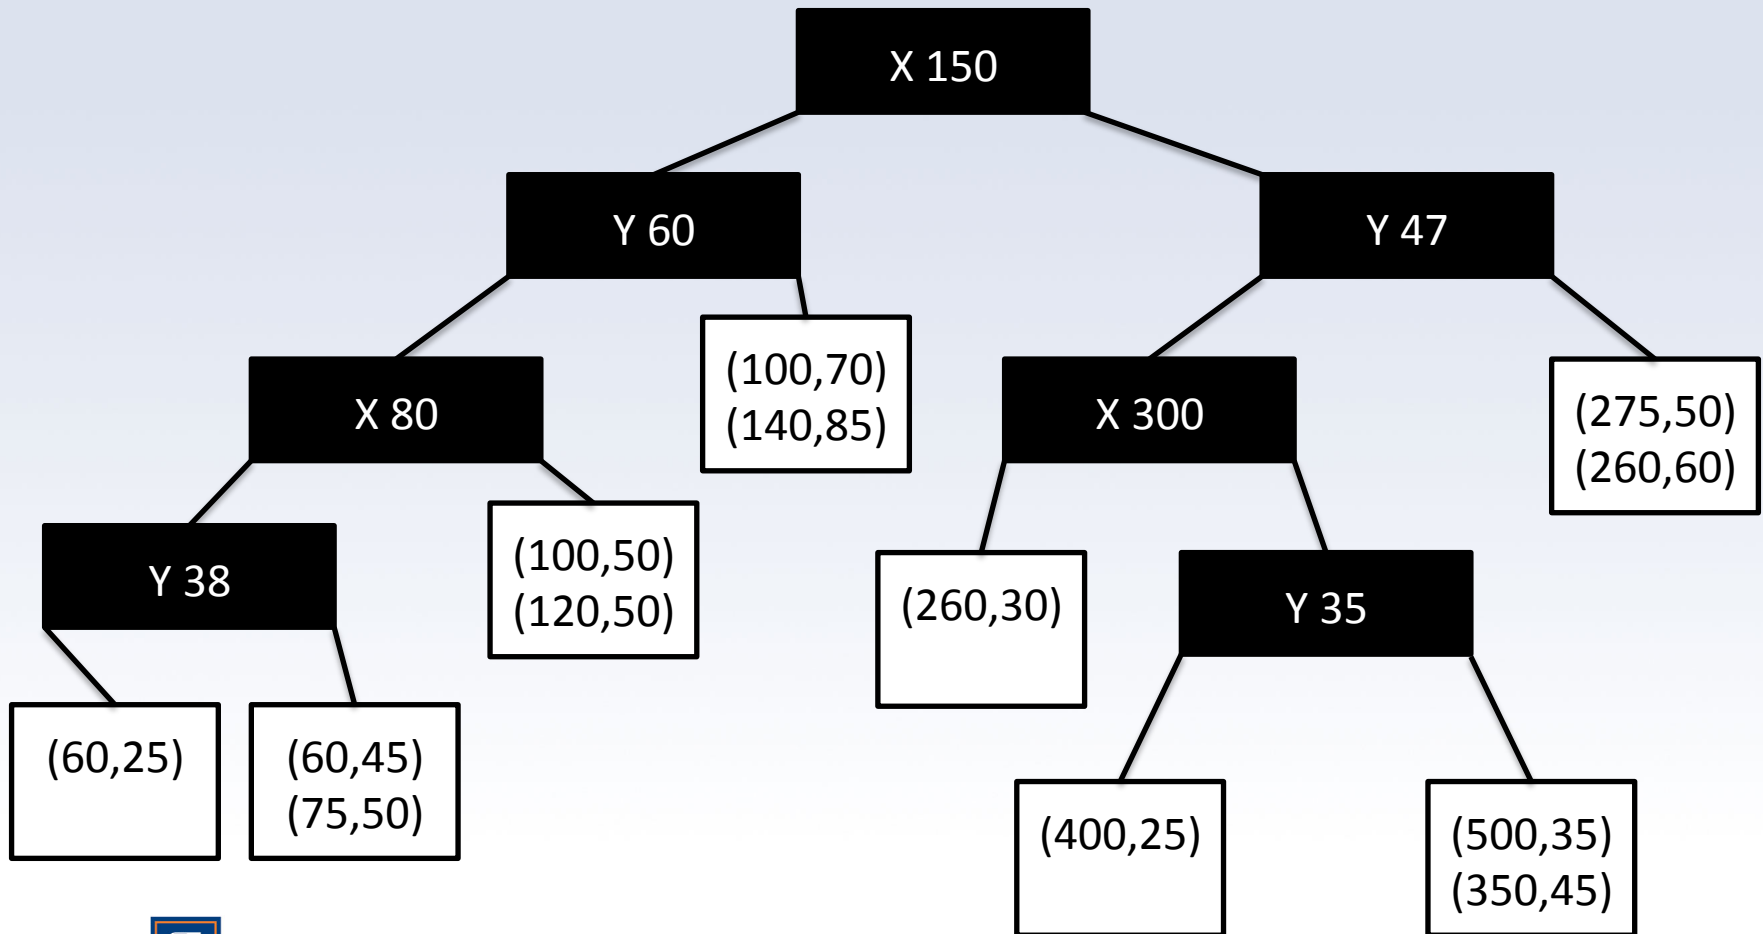 X 150
Y 60
Y 47
X 80
(100,70)
(140,85)
X 300
(275,50)
(260,60)
Y 38
(100,50)
(120,50)
(260,30)
Y 35
(60,25)
(60,45)
(75,50)
(400,25)
(500,35)
(350,45)